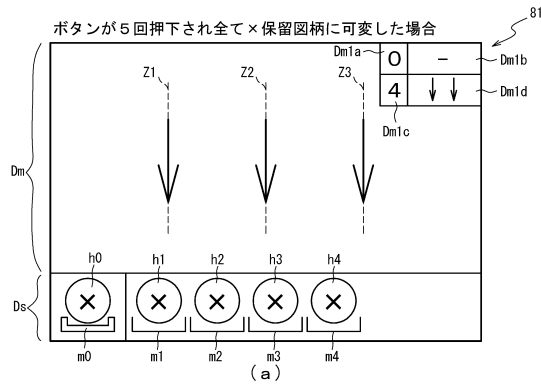 ボタンが5回押下され全て×保留図柄に可変した場合
81
Dm1a 0 - Dm1b
4 Dm1d
Dm1c
Z1 Z2 Z3
Dm
h0 h1 h2 h3 h4
Ds
× × × × ×
m0 m1 m2 m3 m4
(a)